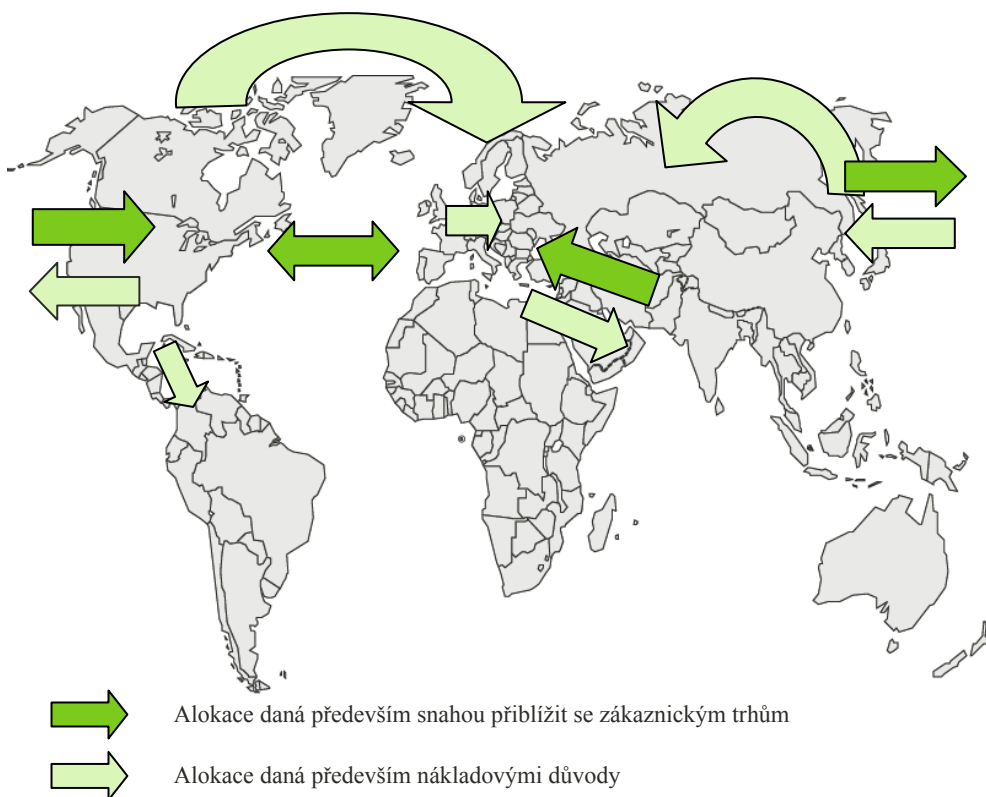 Alokace daná především snahou přiblížit se zákaznickým trhům
Alokace daná především nákladovými důvody